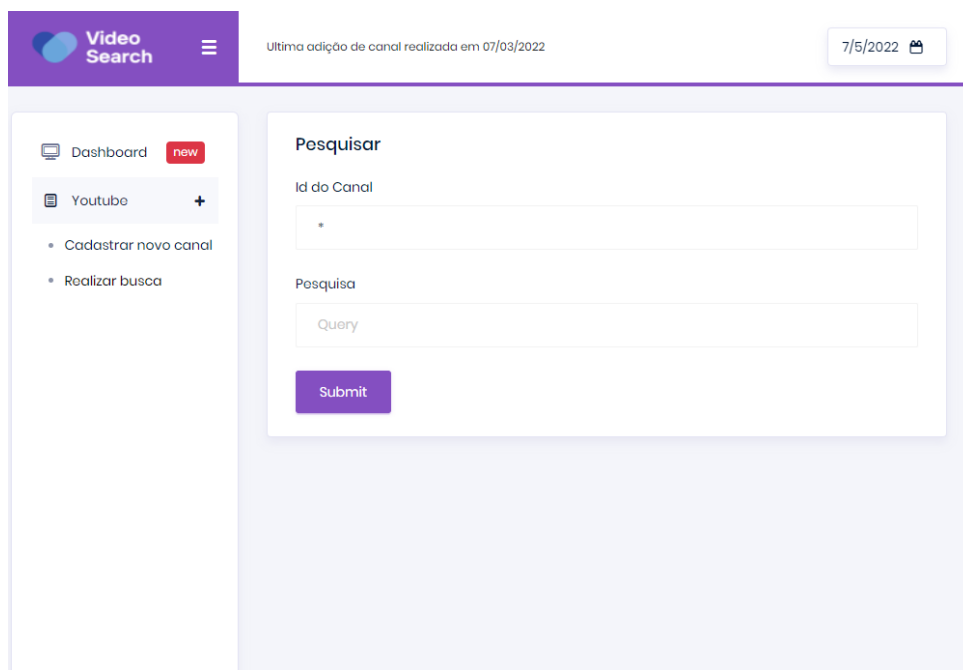 Video
Search
Ultima adição de canal realizada em 07/03/2022
7/5/2022
Dashboard new
Youtube +
Cadastrar novo canal
Realizar busca
Pesquisar
Id do Canal
*
Pesquisa
Query
Submit